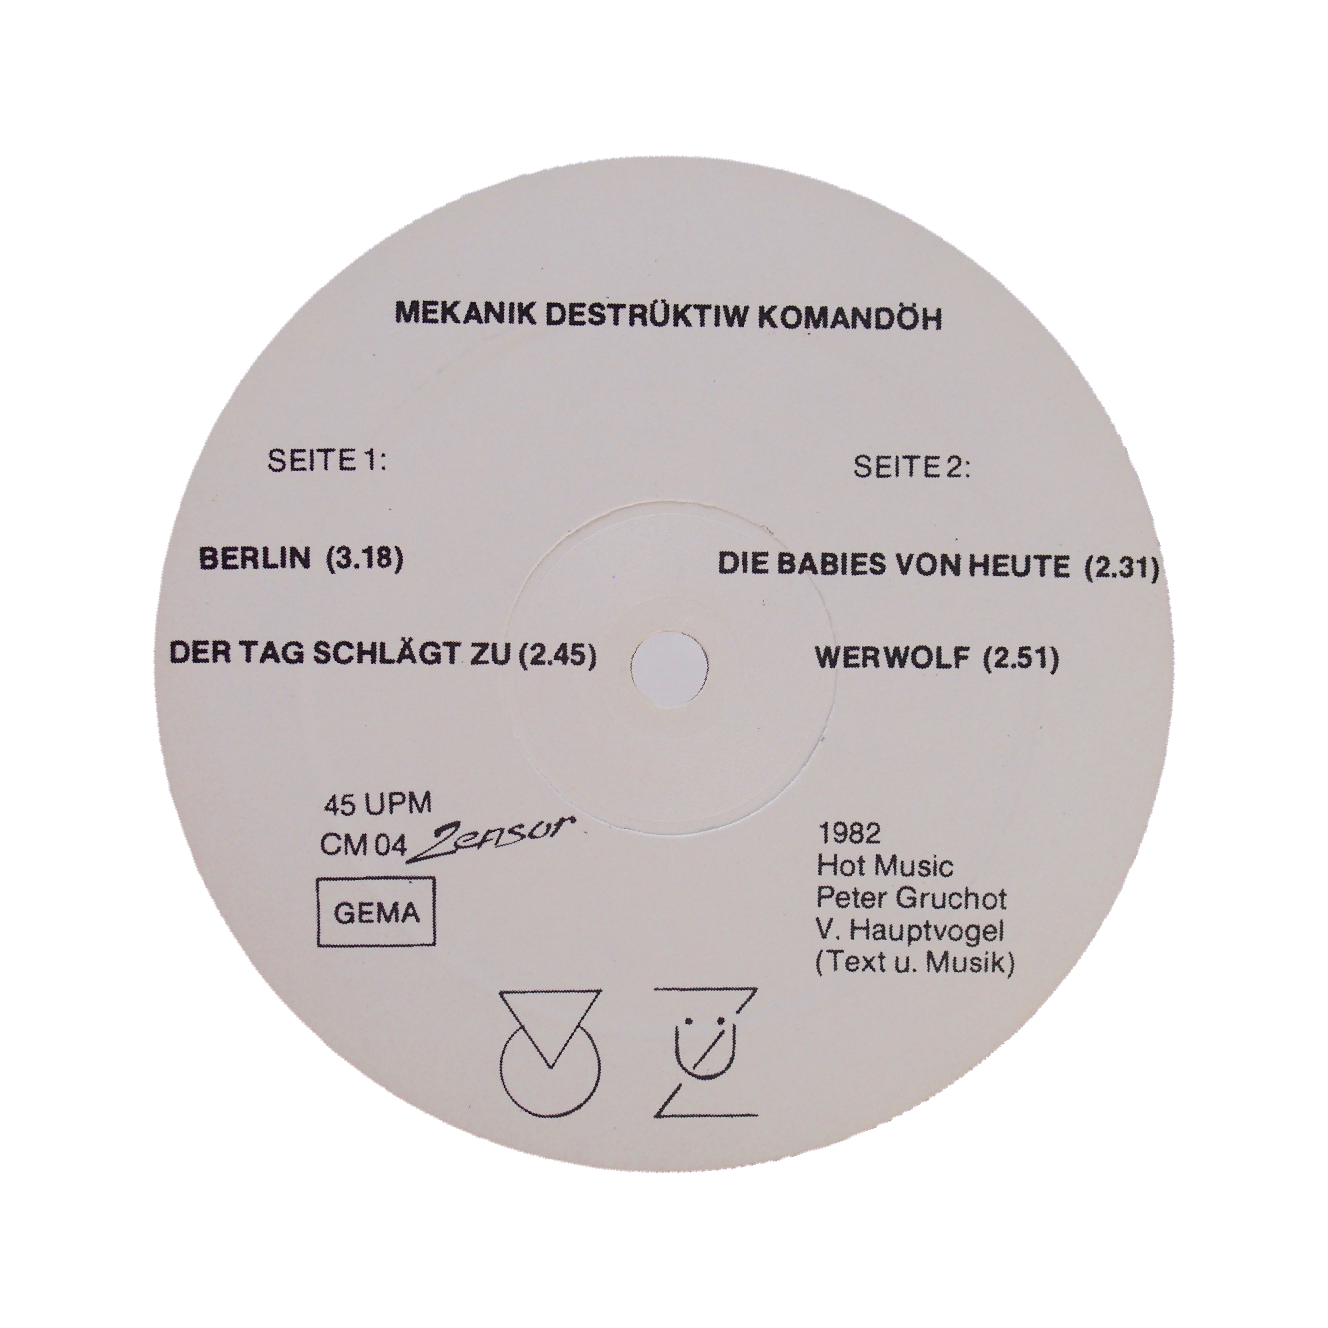 MEKANIK DESTRÜKTIW KOMANDÖH
SEITE 1:
BERLIN (3.18)
DER TAG SCHLÄGT ZU (2.45)
SEITE 2:
DIE BABIES VON HEUTE (2.31)
WERWOLF (2.51)
45 UPM
CM 04 Zensor
GEMA
1982
Hot Music
Peter Gruchot
V. Hauptvogel
(Text u. Musik)